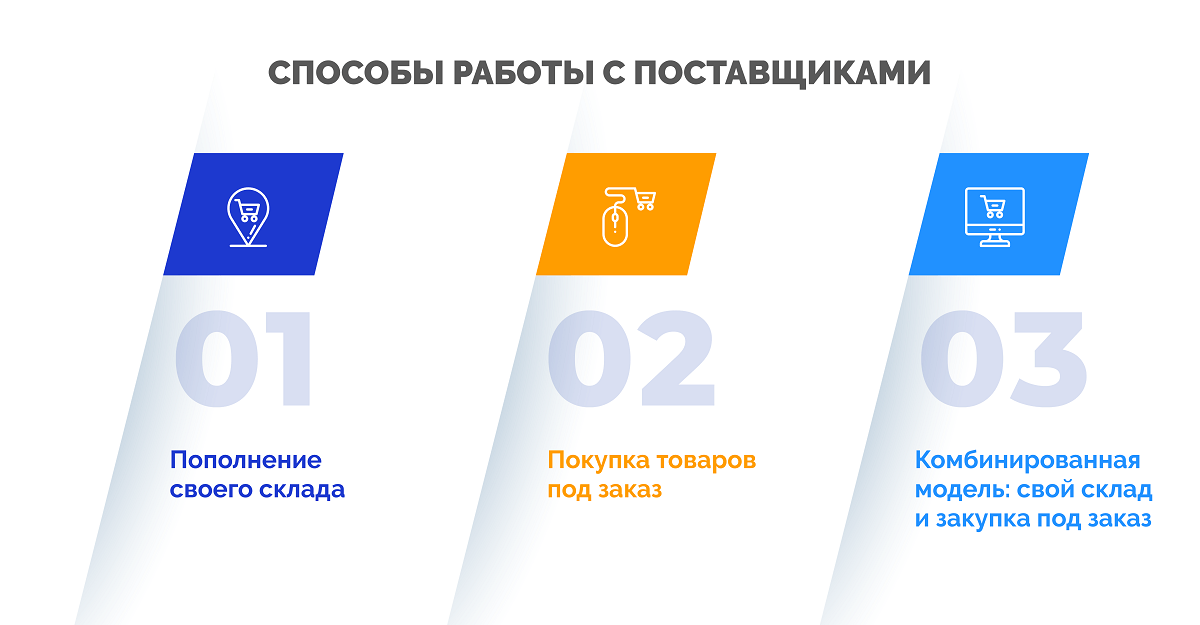 СПОСОБЫ РАБОТЫ С ПОСТАВЩИКАМИ
01
Пополнение
своего склада
02
Покупка товаров
под заказ
03
Комбинированная
модель: свой склад
и закупка под заказ